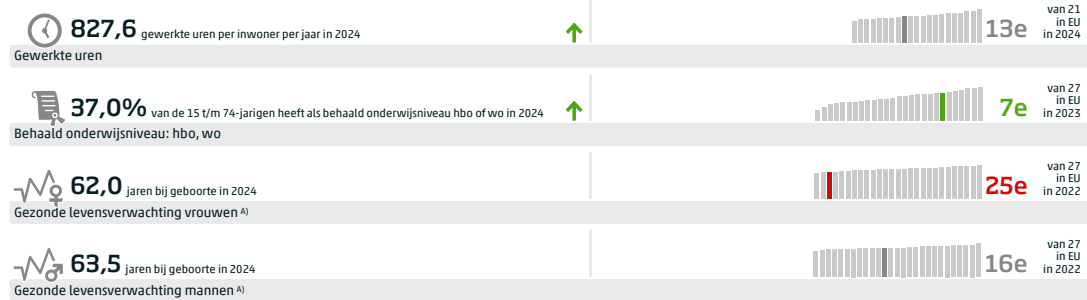 827,6 gewerkte uren per inwoner per jaar in 2024
13e
van 21
in EU
in 2024
Gewerkte uren
37,0% van de 15 t/m 74-jarigen heeft als behaald onderwijsniveau hbo of wo in 2024
7e
van 27
in EU
in 2023
Behaald onderwijsniveau: hbo, wo
62,0 jaren bij geboorte in 2024
25e
van 27
in EU
in 2022
Gezonde levensverwachting vrouwen A)
63,5 jaren bij geboorte in 2024
16e
van 27
in EU
in 2022
Gezonde levensverwachting mannen A)